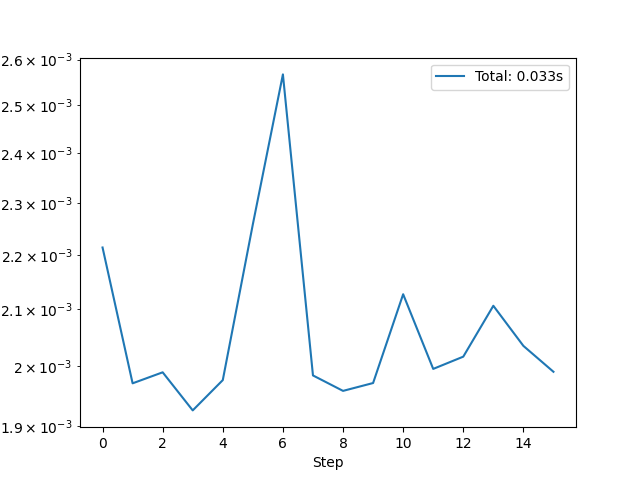 2.6 × 10⁻³
2.5 × 10⁻³
2.4 × 10⁻³
2.3 × 10⁻³
2.2 × 10⁻³
2.1 × 10⁻³
2 × 10⁻³
1.9 × 10⁻³
Total: 0.033s
0 2 4 6 8 10 12 14
Step